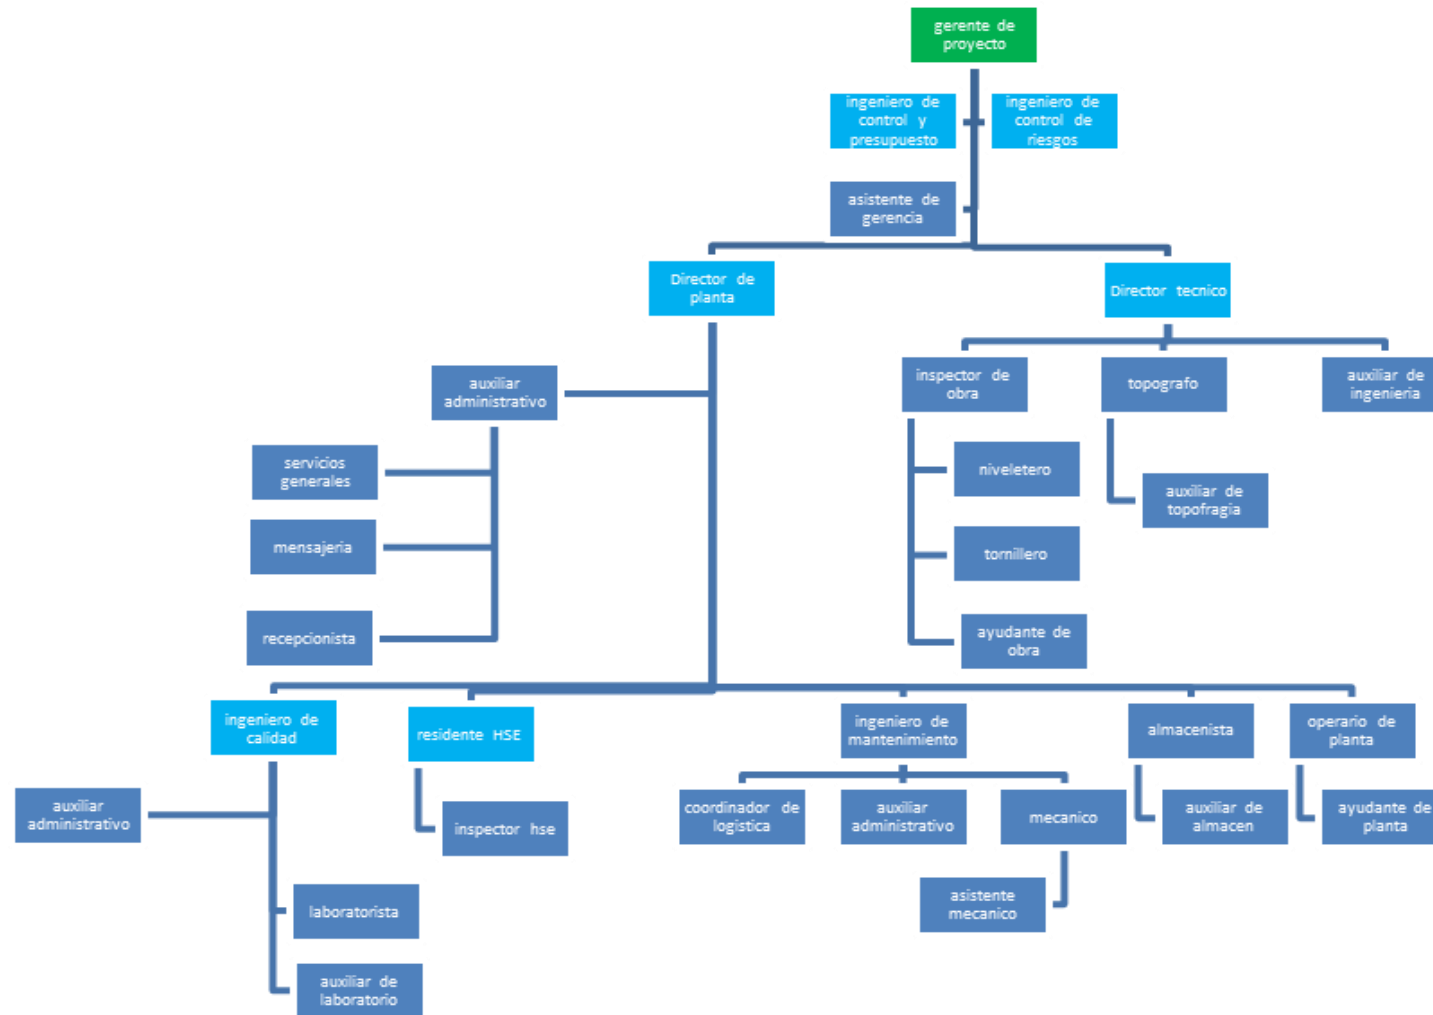 gerente de
proyecto
ingeniero de
control y
presupuesto
ingeniero de
control de
riesgos
asistente de
gerencia
Director de
planta
Director tecnico
auxiliar
administrativo
inspector de
obra
topografo
auxiliar de
ingenieria
servicios
generales
niveletero
auxiliar de
topofragia
mensajeria
tornillero
recepcionista
ayudante de
obra
ingeniero de
calidad
residente HSE
ingeniero de
mantenimiento
almacenista
operario de
planta
auxiliar
administrativo
inspector hse
coordinador de
logistica
auxiliar
administrativo
mecanico
auxiliar de
almacen
ayudante de
planta
laboratorista
asistente
mecanico
auxiliar de
laboratorio